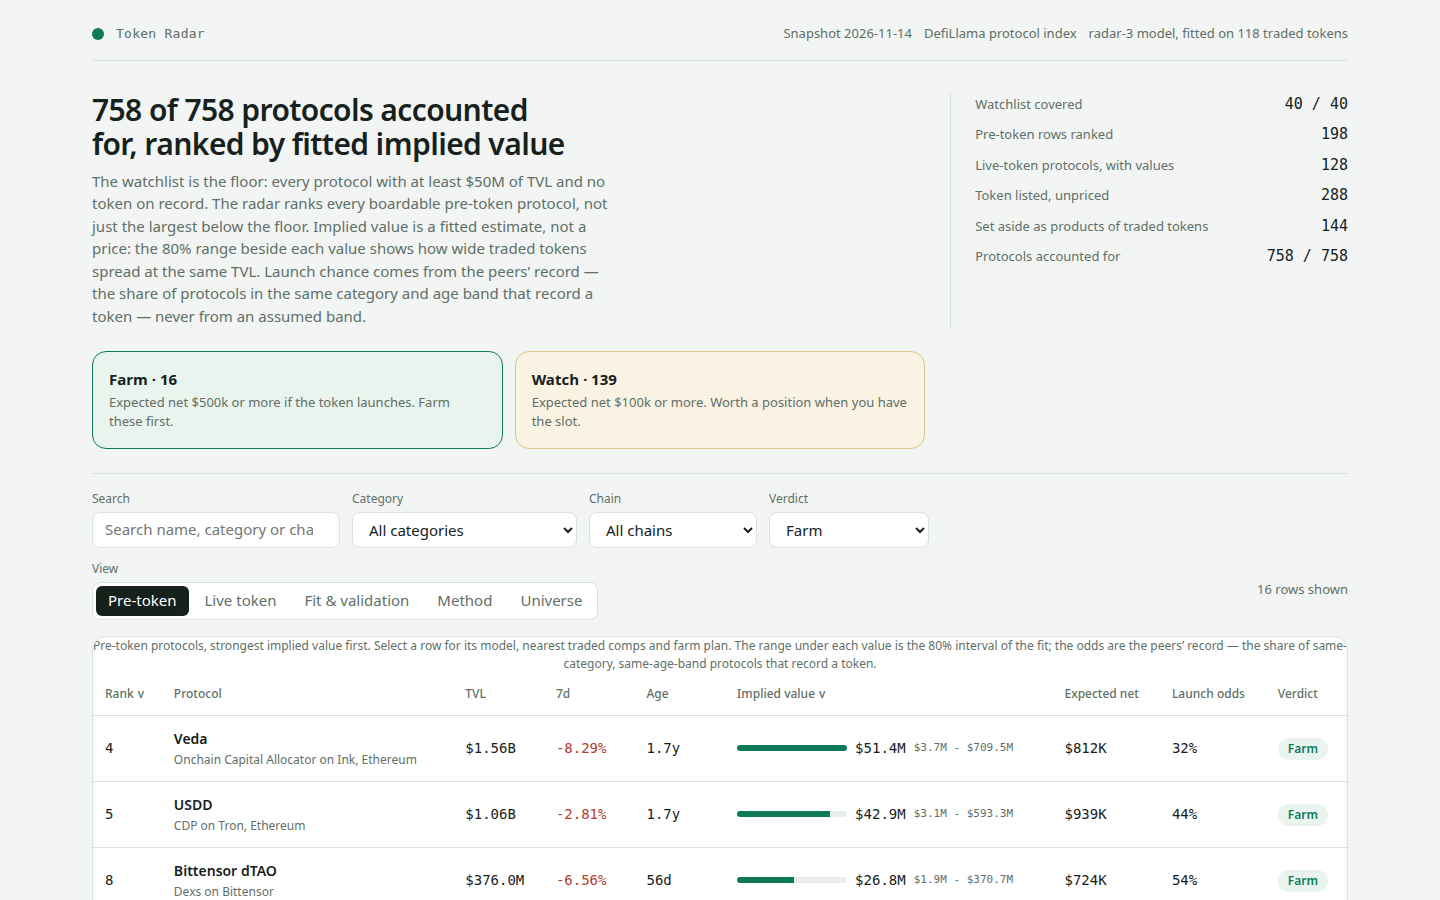 Token Radar
Snapshot 2026-11-14 DefiLlama protocol index radar-3 model, fitted on 118 traded tokens
758 of 758 protocols accounted
for, ranked by fitted implied value
The watchlist is the floor: every protocol with at least $50M of TVL and no
token on record. The radar ranks every boardable pre-token protocol, not
just the largest below the floor. Implied value is a fitted estimate, not a
price: the 80% range beside each value shows how wide traded tokens
spread at the same TVL. Launch chance comes from the peers’ record —
the share of protocols in the same category and age band that record a
token — never from an assumed band.
Watchlist covered 40 / 40
Pre-token rows ranked 198
Live-token protocols, with values 128
Token listed, unpriced 288
Set aside as products of traded tokens 144
Protocols accounted for 758 / 758
Farm · 16
Expected net $500k or more if the token launches. Farm
these first.
Watch · 139
Expected net $100k or more. Worth a position when you have
the slot.
Search Category Chain Verdict
Search name, category or cha All categories All chains Farm
View
Pre-token Live token Fit & validation Method Universe
16 rows shown
Pre-token protocols, strongest implied value first. Select a row for its model, nearest traded comps and farm plan. The range under each value is the 80% interval of the fit; the odds are the peers’ record — the share of same-
category, same-age-band protocols that record a token.
Rank v Protocol TVL 7d Age Implied value v Expected net Launch odds Verdict
4 Veda $1.56B -8.29% 1.7y $51.4M $3.7M - $709.5M $812K 32% Farm
Onchain Capital Allocator on Ink, Ethereum
5 USDD $1.06B -2.81% 1.7y $42.9M $3.1M - $593.3M $939K 44% Farm
CDP on Tron, Ethereum
8 Bittensor dTAO $376.0M -6.56% 56d $26.8M $1.9M - $370.7M $724K 54% Farm
Dexs on Bittensor